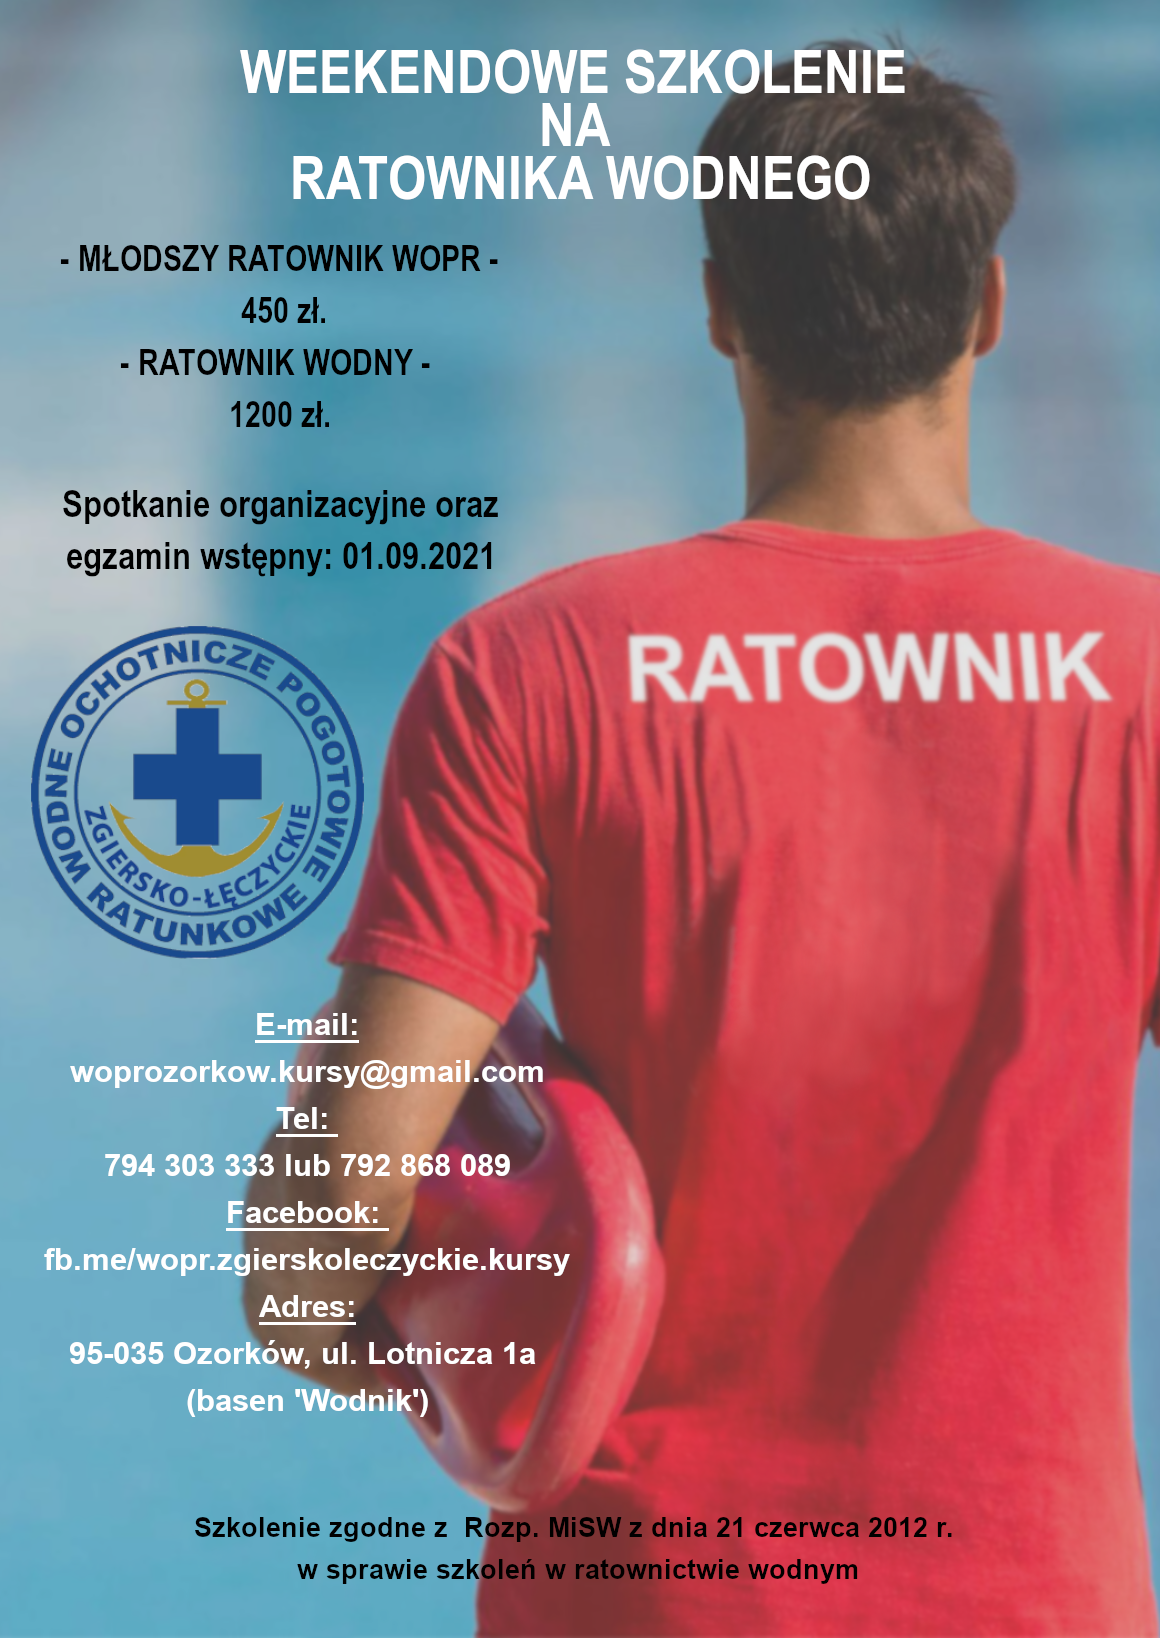 WEEKENDOWE SZKOLENIE
NA
RATOWNIKA WODNEGO
- MŁODSZY RATOWNIK WOPR -
450 zł.
- RATOWNIK WODNY -
1200 zł.
Spotkanie organizacyjne oraz
egzamin wstępny: 01.09.2021
RATOWNIK
WODNE OCHOTNICZE POGOTOWIE RATUNKOWE
ZGIERSKO-ŁĘCZYCKIE
E-mail:
woprozorkow.kursy@gmail.com
Tel:
794 303 333 lub 792 868 089
Facebook:
fb.me/wopr.zgierskoleczyckie.kursy
Adres:
95-035 Ozorków, ul. Lotnicza 1a
(basen 'Wodnik')
Szkolenie zgodne z  Rozp. MiSW z dnia 21 czerwca 2012 r.
w sprawie szkoleń w ratownictwie wodnym